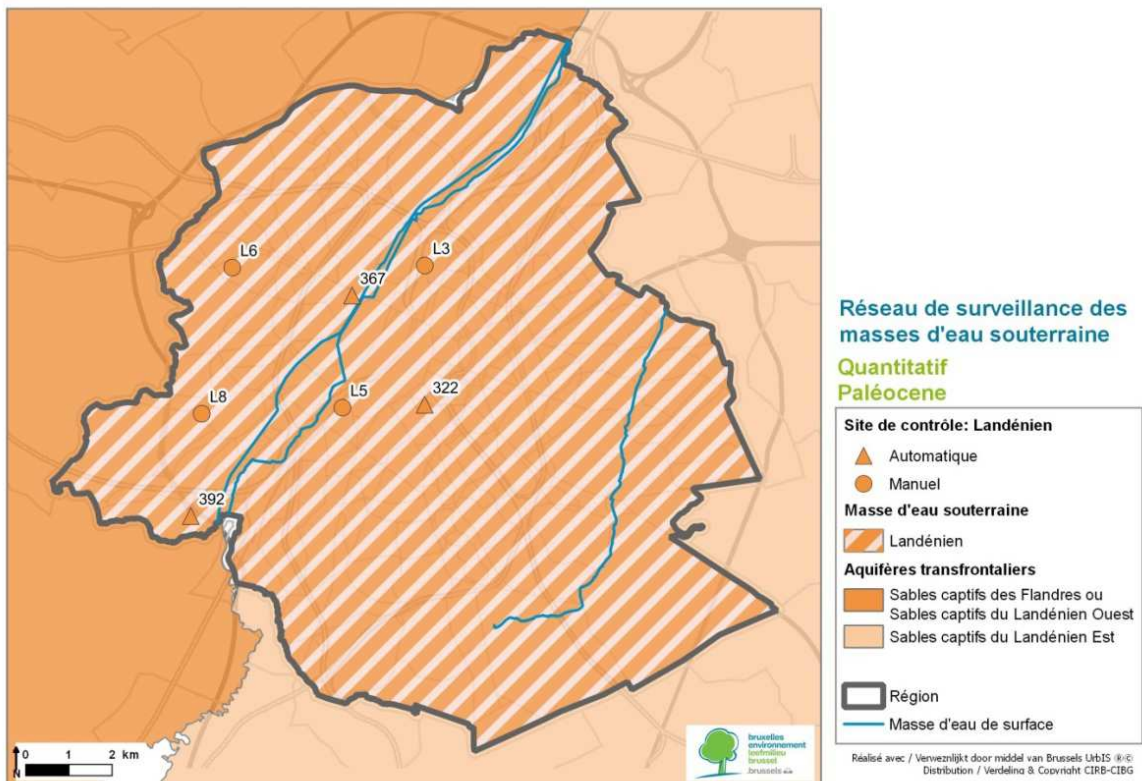 L6
L3
367
L8
L5
322
392
0 1 2 km
N
bruxelles
environnement
leefmilieu
brussel
.brussels
Réseau de surveillance des
masses d'eau souterraine
Quantitatif
Paléocene
Site de contrôle: Landénien
Automatique
Manuel
Masse d'eau souterraine
Landénien
Aquifères transfrontaliers
Sables captifs des Flandres ou
Sables captifs du Landénien Ouest
Sables captifs du Landénien Est
Région
Masse d'eau de surface
Réalisé avec / Verweznlijkt door middel van Brussels UrbIS ®©
Distribution / Verdeling & Copyright CIRB-CIBG